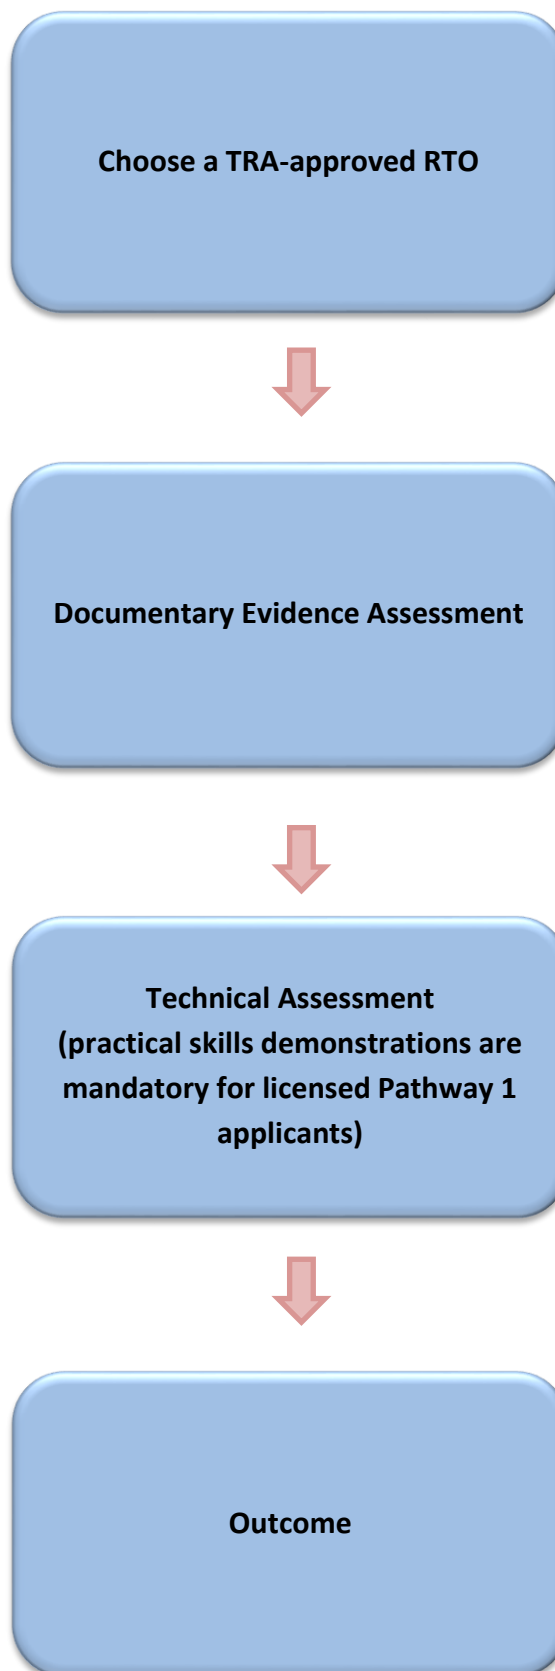 Choose a TRA-approved RTO
Documentary Evidence Assessment
Technical Assessment
(practical skills demonstrations are
mandatory for licensed Pathway 1
applicants)
Outcome